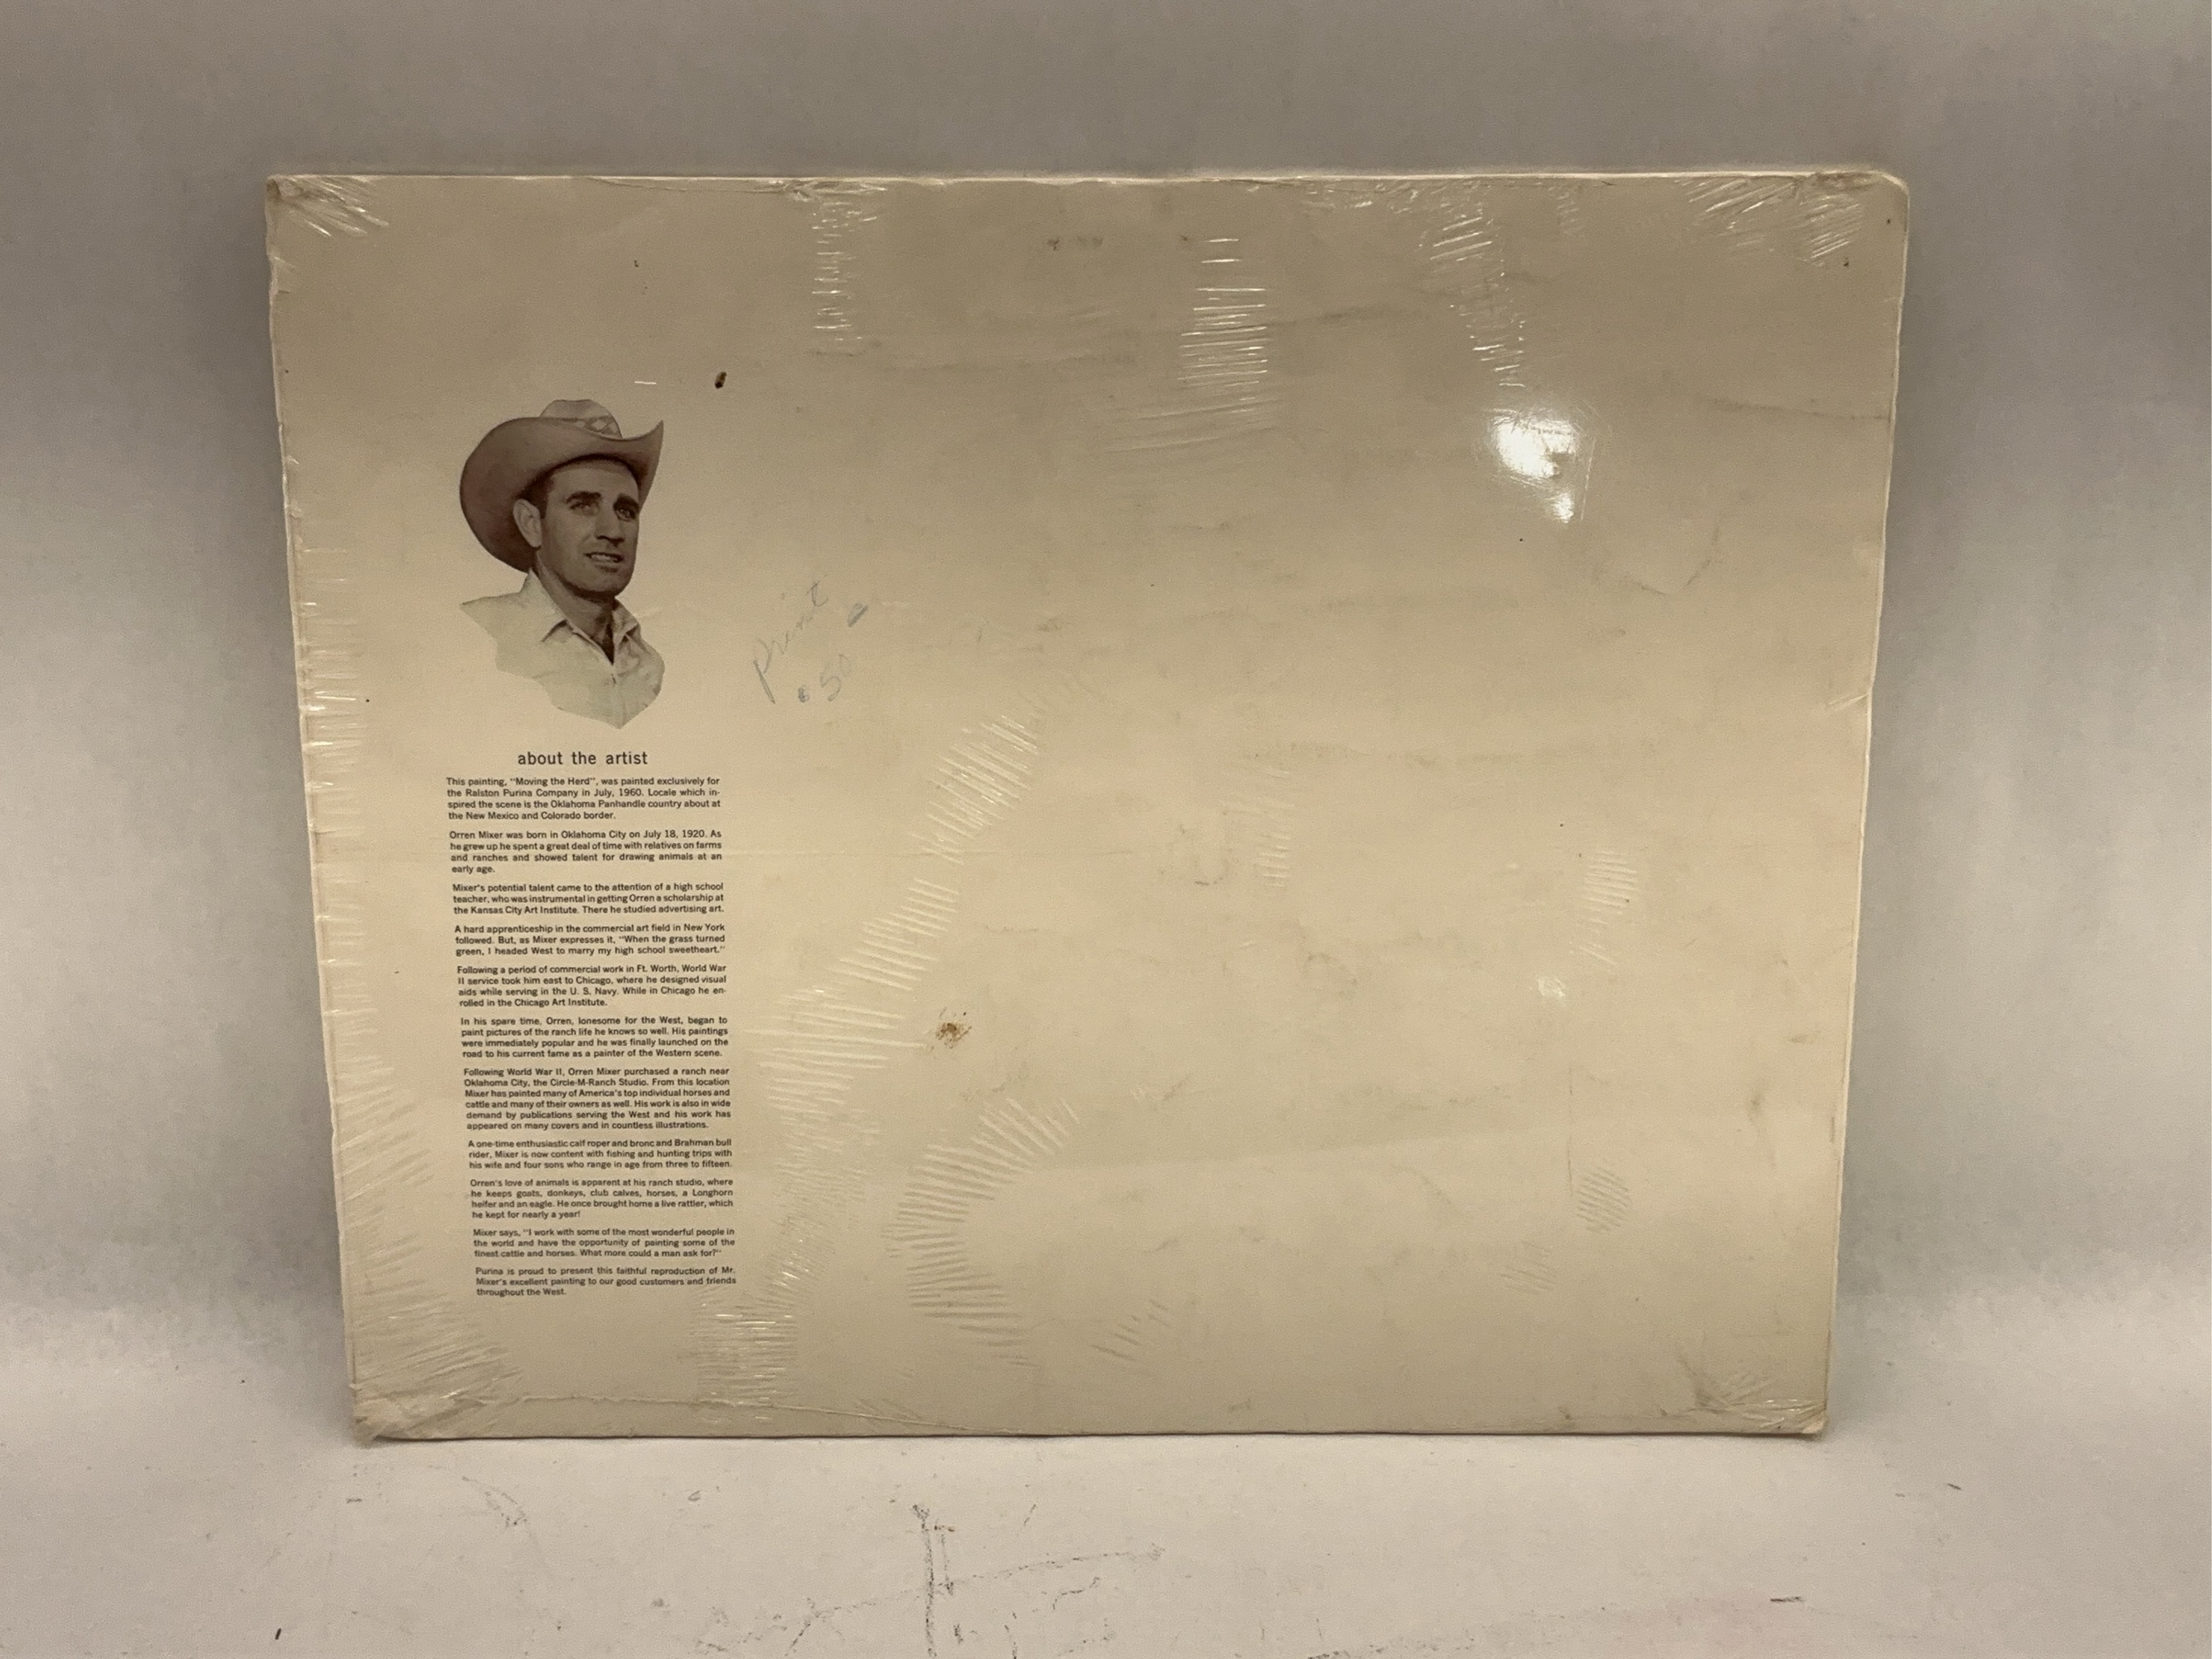 Print
.50
about the artist
This painting, "Moving the Herd", was painted exclusively for
the Ralston Purina Company in July, 1960. Locale which in-
spired the scene is the Oklahoma Panhandle country about at
the New Mexico and Colorado border.
Orren Mixer was born in Oklahoma City on July 18, 1920. As
he grew up he spent a great deal of time with relatives on farms
and ranches and showed talent for drawing animals at an
early age.
Mixer's potential talent came to the attention of a high school
teacher, who was instrumental in getting Orren a scholarship at
the Kansas City Art Institute. There he studied advertising art.
A hard apprenticeship in the commercial art field in New York
followed. But, as Mixer expresses it, "When the grass turned
green, I headed West to marry my high school sweetheart."
Following a period of commercial work in Ft. Worth, World War
II service took him east to Chicago, where he designed visual
aids while serving in the U. S. Navy. While in Chicago he en-
rolled in the Chicago Art Institute.
In his spare time, Orren, lonesome for the West, began to
paint pictures of the ranch life he knows so well. His paintings
were immediately popular and he was finally launched on the
road to his current fame as a painter of the Western scene.
Following World War II, Orren Mixer purchased a ranch near
Oklahoma City, the Circle-M-Ranch Studio. From this location
Mixer has painted many of America's top individual horses and
cattle and many of their owners as well. His work is also in wide
demand by publications serving the West and his work has
appeared on many covers and in countless illustrations.
A one-time enthusiastic calf roper and bronc and Brahman bull
rider, Mixer is now content with fishing and hunting trips with
his wife and four sons who range in age from three to fifteen.
Orren's love of animals is apparent at his ranch studio, where
he keeps goats, donkeys, club calves, horses, a Longhorn
heifer and an eagle. He once brought home a live rattler, which
he kept for nearly a year!
Mixer says, "I work with some of the most wonderful people in
the world and have the opportunity of painting some of the
finest cattle and horses. What more could a man ask for?"
Purina is proud to present this faithful reproduction of Mr.
Mixer's excellent painting to our good customers and friends
throughout the West.